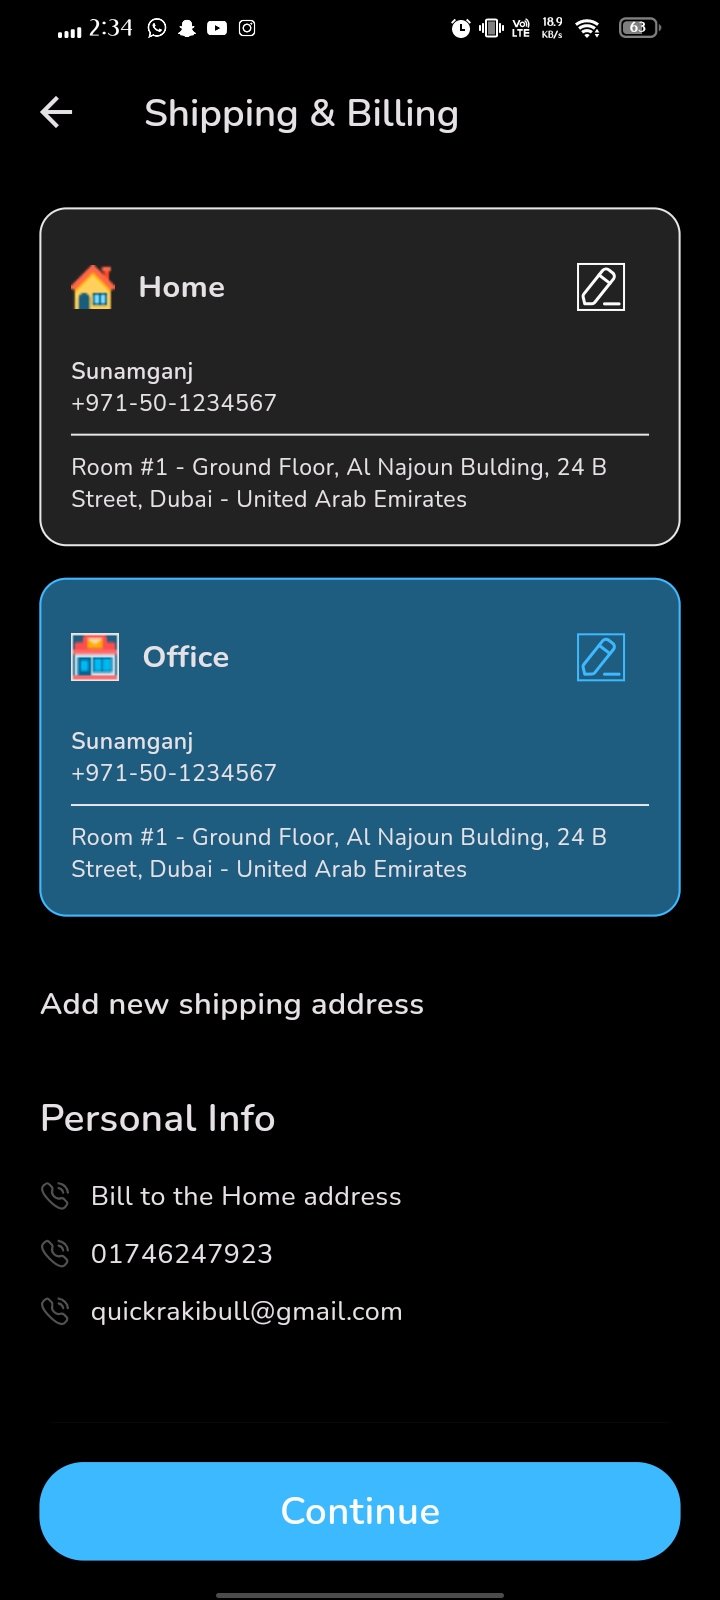 2:34
Vo) LTE
18.9 KB/s
63
Shipping & Billing
Home
Sunamganj
+971-50-1234567
Room #1 - Ground Floor, Al Najoun Bulding, 24 B
Street, Dubai - United Arab Emirates
Office
Sunamganj
+971-50-1234567
Room #1 - Ground Floor, Al Najoun Bulding, 24 B
Street, Dubai - United Arab Emirates
Add new shipping address
Personal Info
Bill to the Home address
01746247923
quickrakibull@gmail.com
Continue